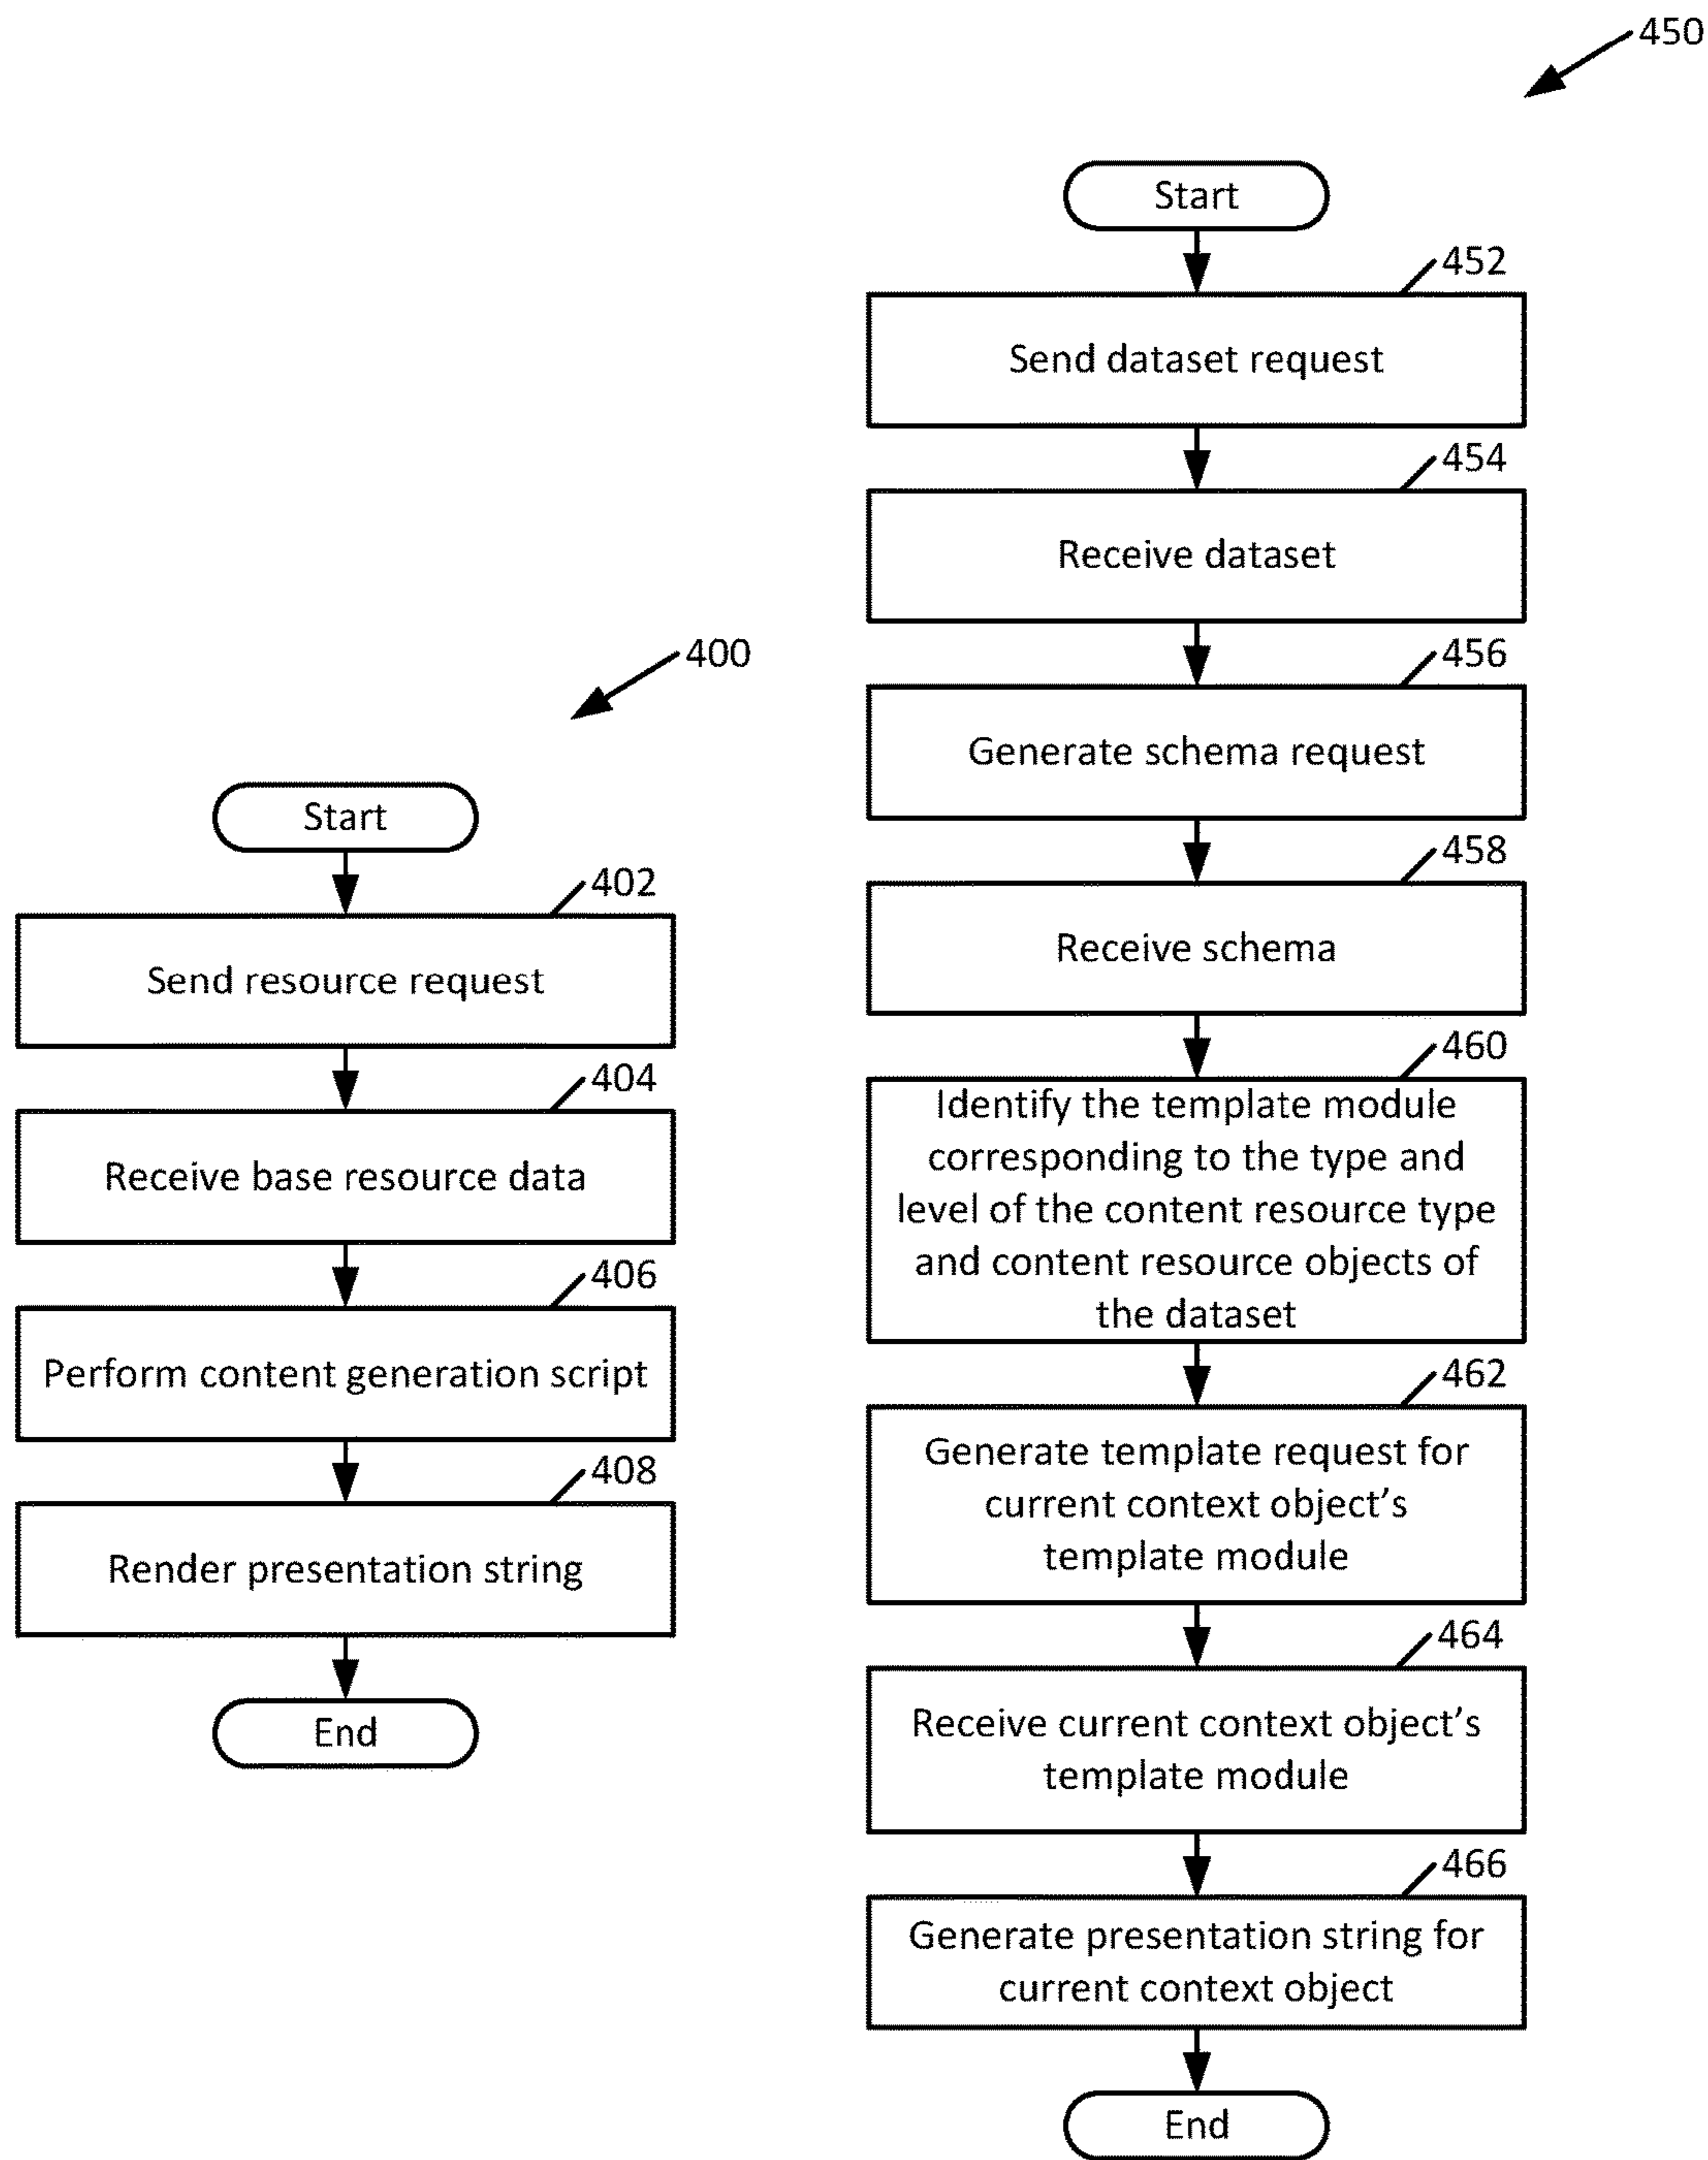 400
Start
402
Send resource request
404
Receive base resource data
406
Perform content generation script
408
Render presentation string
End
450
Start
452
Send dataset request
454
Receive dataset
456
Generate schema request
458
Receive schema
460
Identify the template module
corresponding to the type and
level of the content resource type
and content resource objects of
the dataset
462
Generate template request for
current context object’s
template module
464
Receive current context object’s
template module
466
Generate presentation string for
current context object
End